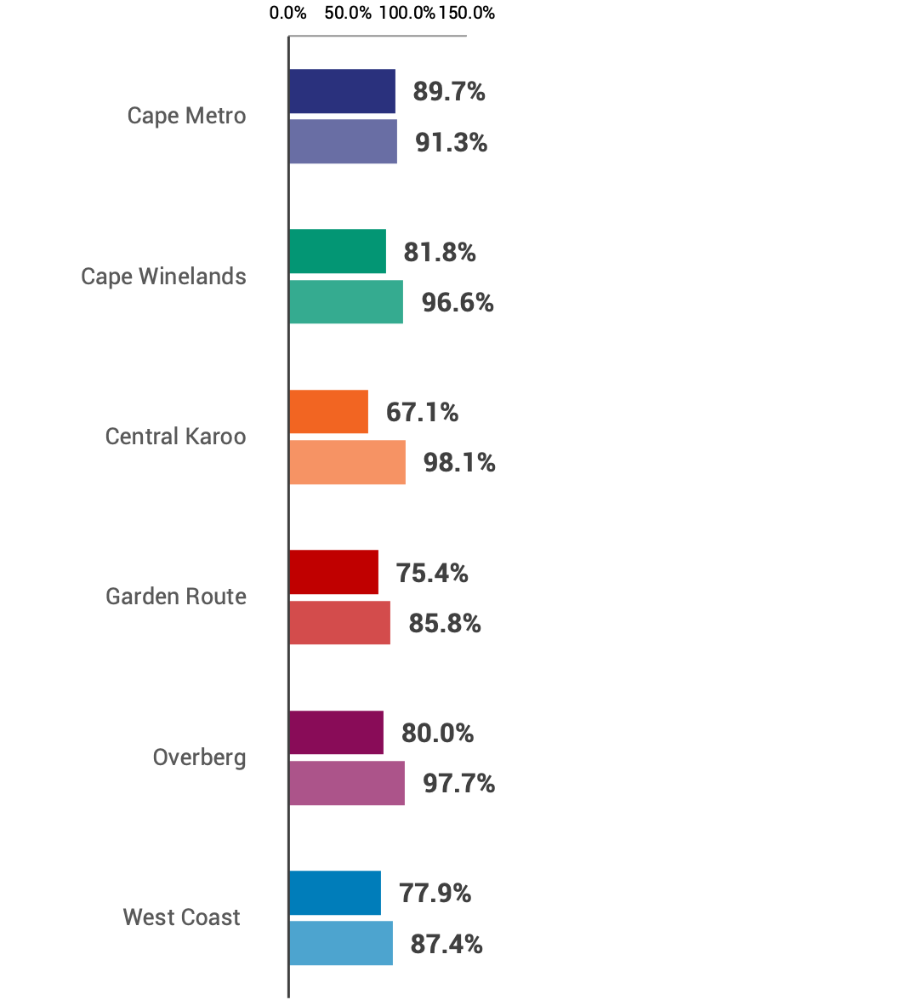 0.0% 50.0% 100.0% 150.0%
89.7%
Cape Metro
91.3%
81.8%
Cape Winelands
96.6%
67.1%
Central Karoo
98.1%
75.4%
Garden Route
85.8%
80.0%
Overberg
97.7%
77.9%
West Coast
87.4%